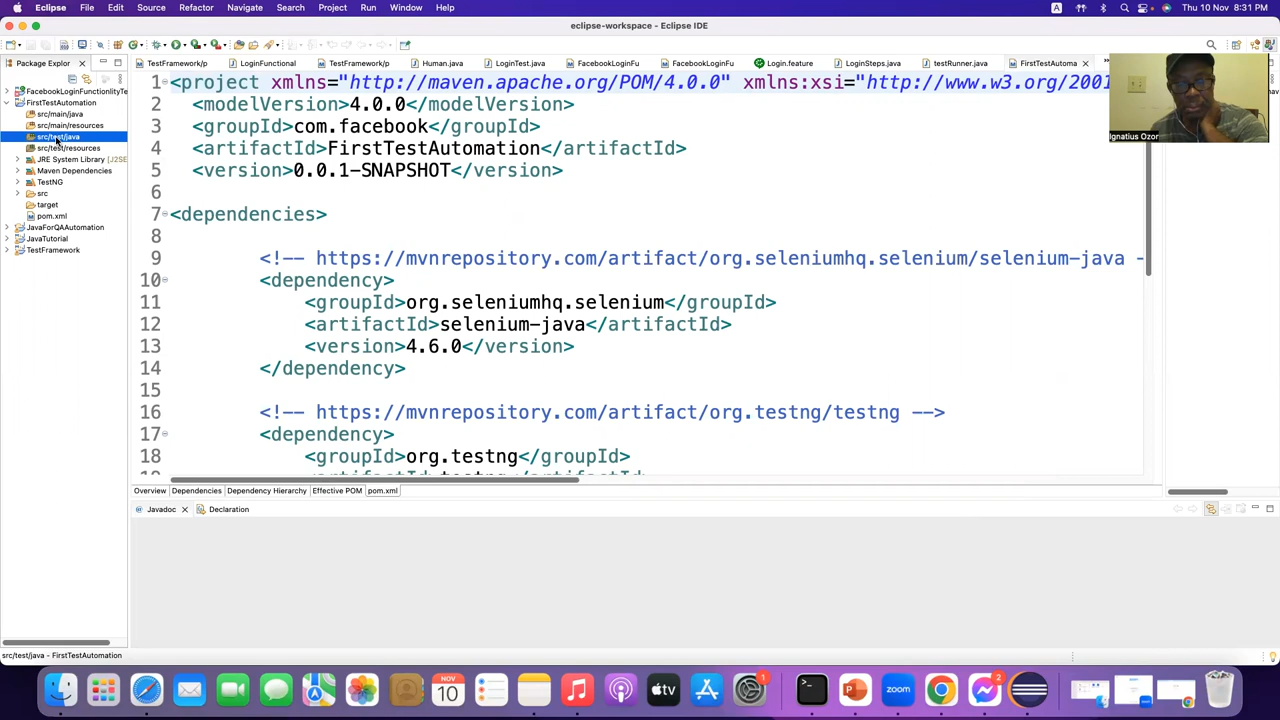 Eclipse File Edit Source Refactor Navigate Search Project Run Window Help A Thu 10 Nov 8:31 PM
eclipse-workspace - Eclipse IDE
Package Explor
TestFramework/p LoginFunctional TestFramework/p Human.java LoginTest.java FacebookLoginFu FacebookLoginFu Login.feature LoginSteps.java testRunner.java FirstTestAutoma
Ignatius Ozor
FacebookLoginFunctionlityTe
FirstTestAutomation
src/main/java
src/main/resources
src/test/java
src/test/resources
JRE System Library [J2SE
Maven Dependencies
TestNG
src
target
pom.xml
JavaForQAAutomation
JavaTutorial
TestFramework
1 <project xmlns="http://maven.apache.org/POM/4.0.0" xmlns:xsi="http://www.w3.org/2001
2 <modelVersion>4.0.0</modelVersion>
3 <groupId>com.facebook</groupId>
4 <artifactId>FirstTestAutomation</artifactId>
5 <version>0.0.1-SNAPSHOT</version>
6
7 <dependencies>
8
9 <!-- https://mvnrepository.com/artifact/org.seleniumhq.selenium/selenium-java -
10 <dependency>
11 <groupId>org.seleniumhq.selenium</groupId>
12 <artifactId>selenium-java</artifactId>
13 <version>4.6.0</version>
14 </dependency>
15
16 <!-- https://mvnrepository.com/artifact/org.testng/testng -->
17 <dependency>
18 <groupId>org.testng</groupId>
Overview Dependencies Dependency Hierarchy Effective POM pom.xml
Javadoc Declaration
src/test/java - FirstTestAutomation
NOV
10
tv
zoom
1
2